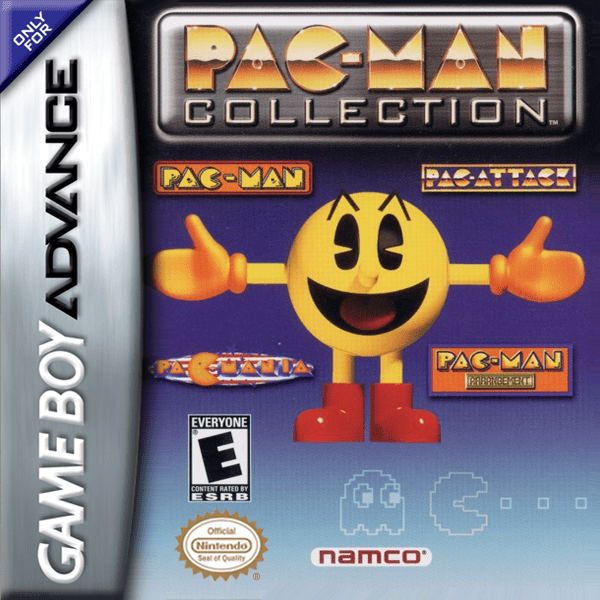 ONLY
FOR
GAME BOY ADVANCE
PAC-MAN
COLLECTION™
PAC-MAN
PAC-ATTACK
PAC-MANIA
PAC-MAN
ARRANGEMENT
EVERYONE
E
®
CONTENT RATED BY
ESRB
Official
Nintendo
Seal of Quality
®
namco®